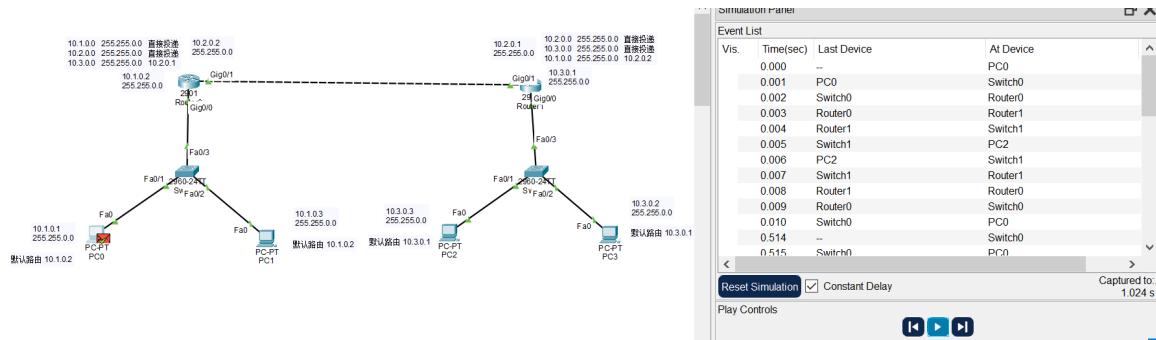 10.1.0.0 255.255.0.0 直接投递
10.2.0.0 255.255.0.0 直接投递
10.3.0.0 255.255.0.0 10.2.0.1
10.2.0.2
255.255.0.0
10.1.0.2
255.255.0.0
Gig0/1
2901
Gig0/0
Fa0/3
Fa0/1
2960-24TT
Fa0/2
Fa0
10.1.0.1
255.255.0.0
PC-PT
PC0
默认路由 10.1.0.2
10.1.0.3
255.255.0.0
Fa0
PC-PT
PC1
默认路由 10.1.0.2
10.2.0.1
255.255.0.0
10.2.0.0 255.255.0.0 直接投递
10.3.0.0 255.255.0.0 直接投递
10.1.0.0 255.255.0.0 10.2.0.2
10.3.0.1
255.255.0.0
Gig0/1
Gig0/0
Fa0/3
Fa0/1
2960-24TT
Fa0/2
10.3.0.3
255.255.0.0
Fa0
默认路由 10.3.0.1
PC-PT
PC2
10.3.0.2
255.255.0.0
Fa0
默认路由 10.3.0.1
PC-PT
PC3
Simulation Panel
Event List
Vis. Time(sec) Last Device At Device
0.000 -- PC0
0.001 PC0 Switch0
0.002 Switch0 Router0
0.003 Router0 Router1
0.004 Router1 Switch1
0.005 Switch1 PC2
0.006 PC2 Switch1
0.007 Switch1 Router1
0.008 Router1 Router0
0.009 Router0 Switch0
0.010 Switch0 PC0
0.514 -- Switch0
0.515 Switch0 PC0
Reset Simulation Constant Delay
Captured to:
1.024 s
Play Controls